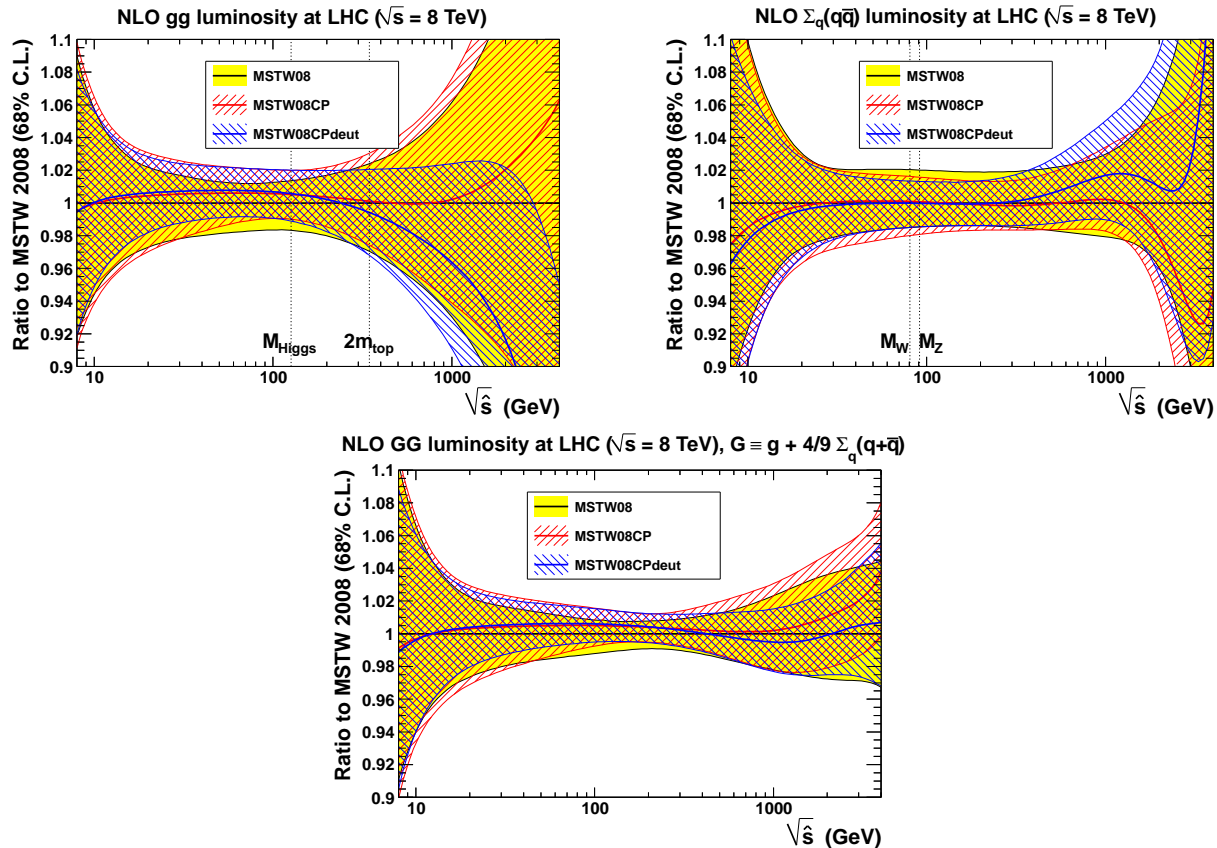 NLO gg luminosity at LHC (√s = 8 TeV)
Ratio to MSTW 2008 (68% C.L.)
1.1
1.08
1.06
1.04
1.02
1
0.98
0.96
0.94
0.92
0.9
MSTW08
MSTW08CP
MSTW08CPdeut
M_Higgs 2m_top
10 100 1000
√ŝ (GeV)
NLO Σ_q(qq̅) luminosity at LHC (√s = 8 TeV)
Ratio to MSTW 2008 (68% C.L.)
1.1
1.08
1.06
1.04
1.02
1
0.98
0.96
0.94
0.92
0.9
MSTW08
MSTW08CP
MSTW08CPdeut
M_W M_Z
10 100 1000
√ŝ (GeV)
NLO GG luminosity at LHC (√s = 8 TeV), G ≡ g + 4/9 Σ_q(q+q̅)
Ratio to MSTW 2008 (68% C.L.)
1.1
1.08
1.06
1.04
1.02
1
0.98
0.96
0.94
0.92
0.9
MSTW08
MSTW08CP
MSTW08CPdeut
10 100 1000
√ŝ (GeV)